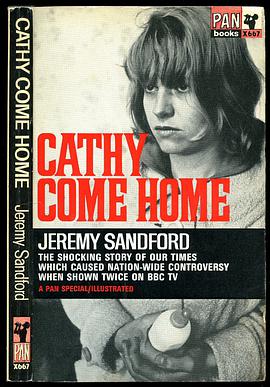 CATHY COME HOME
Jeremy Sandford
PAN
X667
PAN
books
X667
CATHY
COME HOME
JEREMY SANDFORD
THE SHOCKING STORY OF OUR TIMES
WHICH CAUSED NATION-WIDE CONTROVERSY
WHEN SHOWN TWICE ON BBC TV
A PAN SPECIAL/ILLUSTRATED